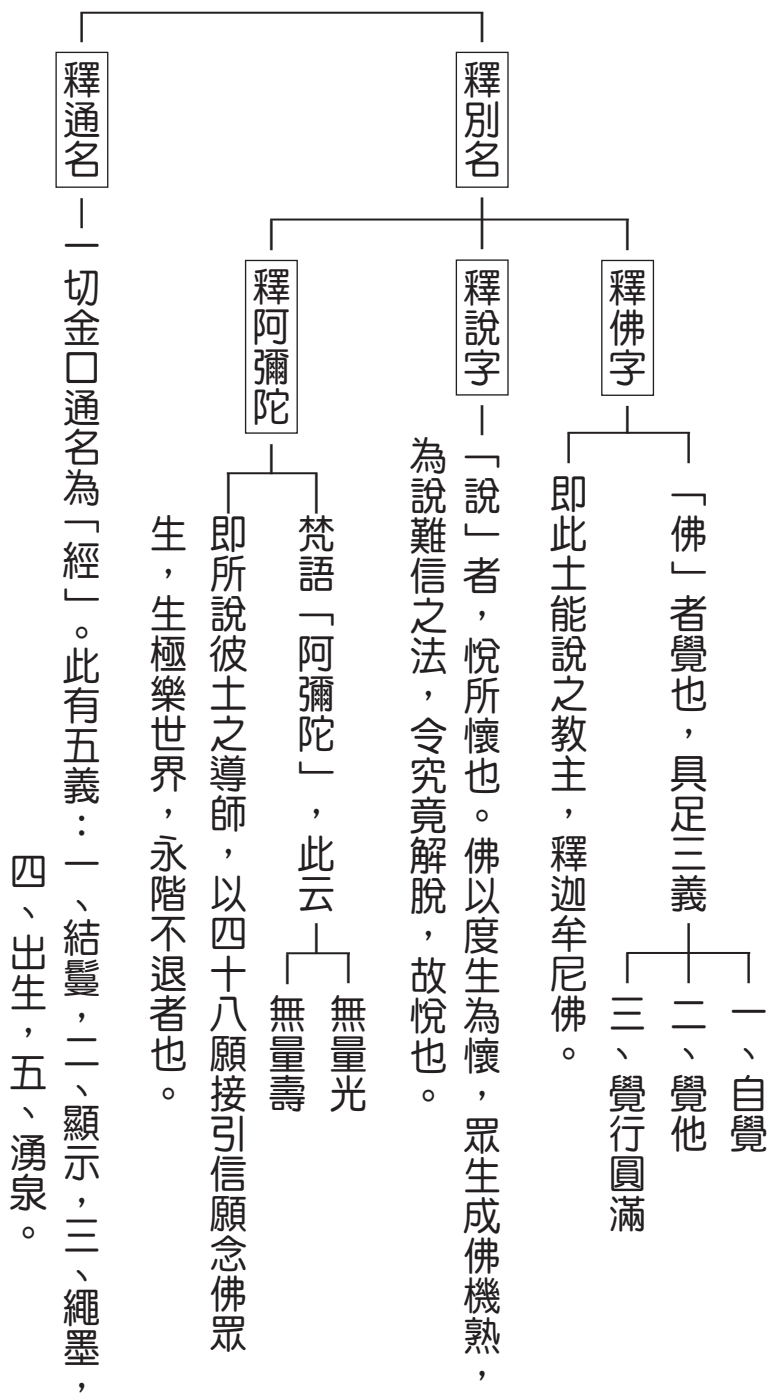 釋別名
釋佛字
「佛」者覺也，具足三義
一、自覺
二、覺他
三、覺行圓滿
即此土能說之教主，釋迦牟尼佛。
釋說字
「說」者，悅所懷也。佛以度生為懷，眾生成佛機熟，
為說難信之法，令究竟解脫，故悅也。
釋阿彌陀
梵語「阿彌陀」，此云
無量光
無量壽
即所說彼土之導師，以四十八願接引信願念佛眾
生，生極樂世界，永階不退者也。
釋通名
一切金口通名為「經」。此有五義：一、結鬘，二、顯示，三、繩墨，
四、出生，五、湧泉。